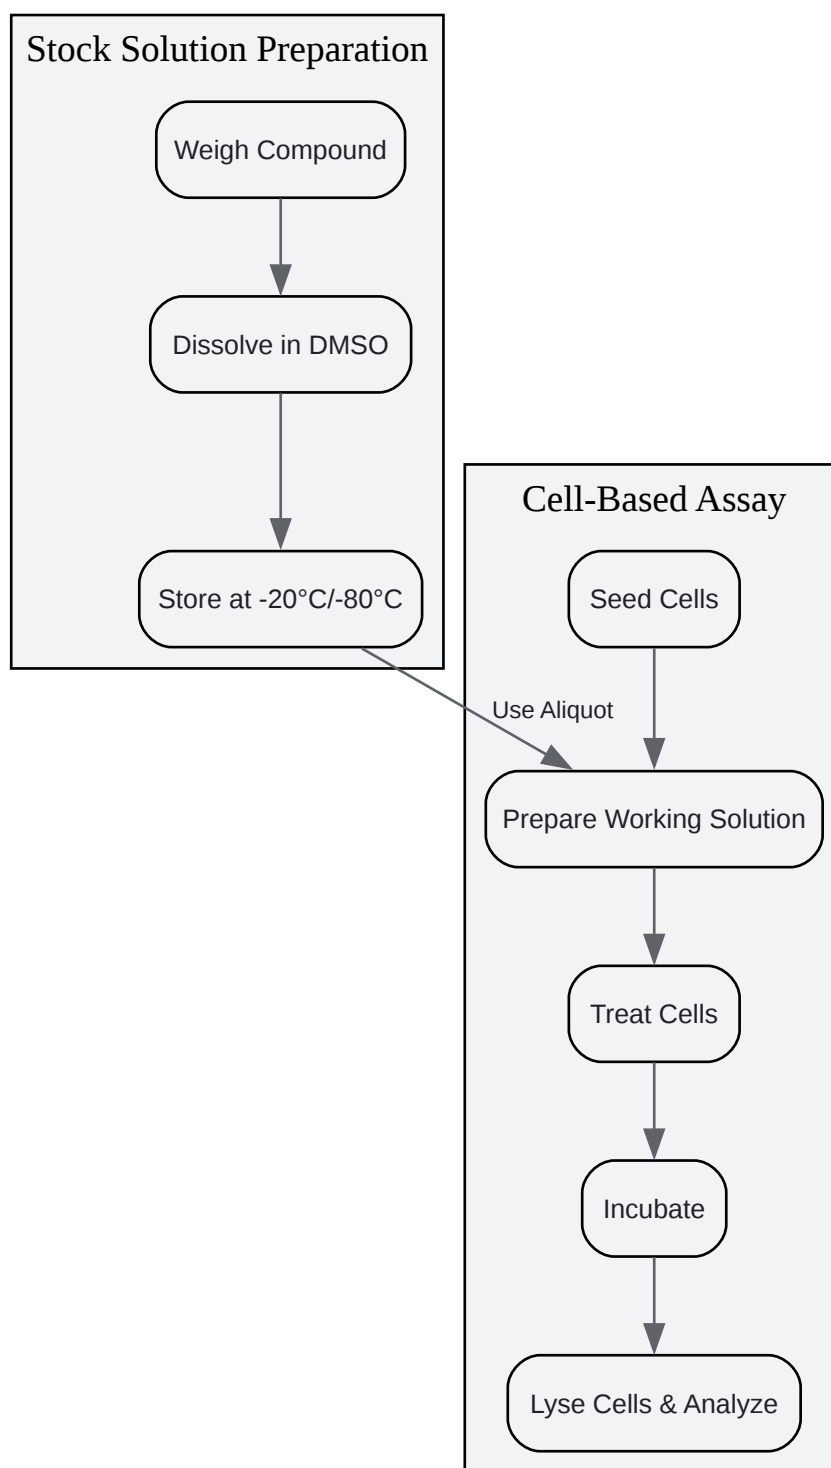 Stock Solution Preparation
Weigh Compound
Dissolve in DMSO
Store at -20°C/-80°C
Cell-Based Assay
Seed Cells
Use Aliquot
Prepare Working Solution
Treat Cells
Incubate
Lyse Cells & Analyze